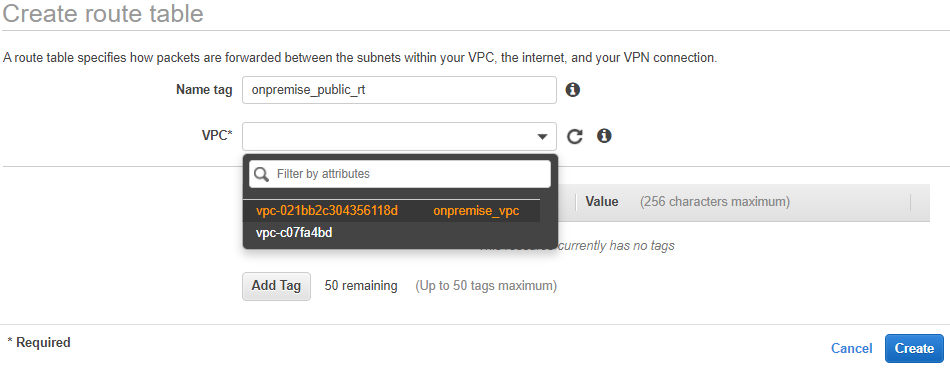 Create route table
A route table specifies how packets are forwarded between the subnets within your VPC, the internet, and your VPN connection.
Name tag onpremise_public_rt
VPC*
Filter by attributes
vpc-021bb2c304356118d onpremise_vpc Value (256 characters maximum)
vpc-c07fa4bd
This resource currently has no tags
Add Tag 50 remaining (Up to 50 tags maximum)
* Required Cancel Create